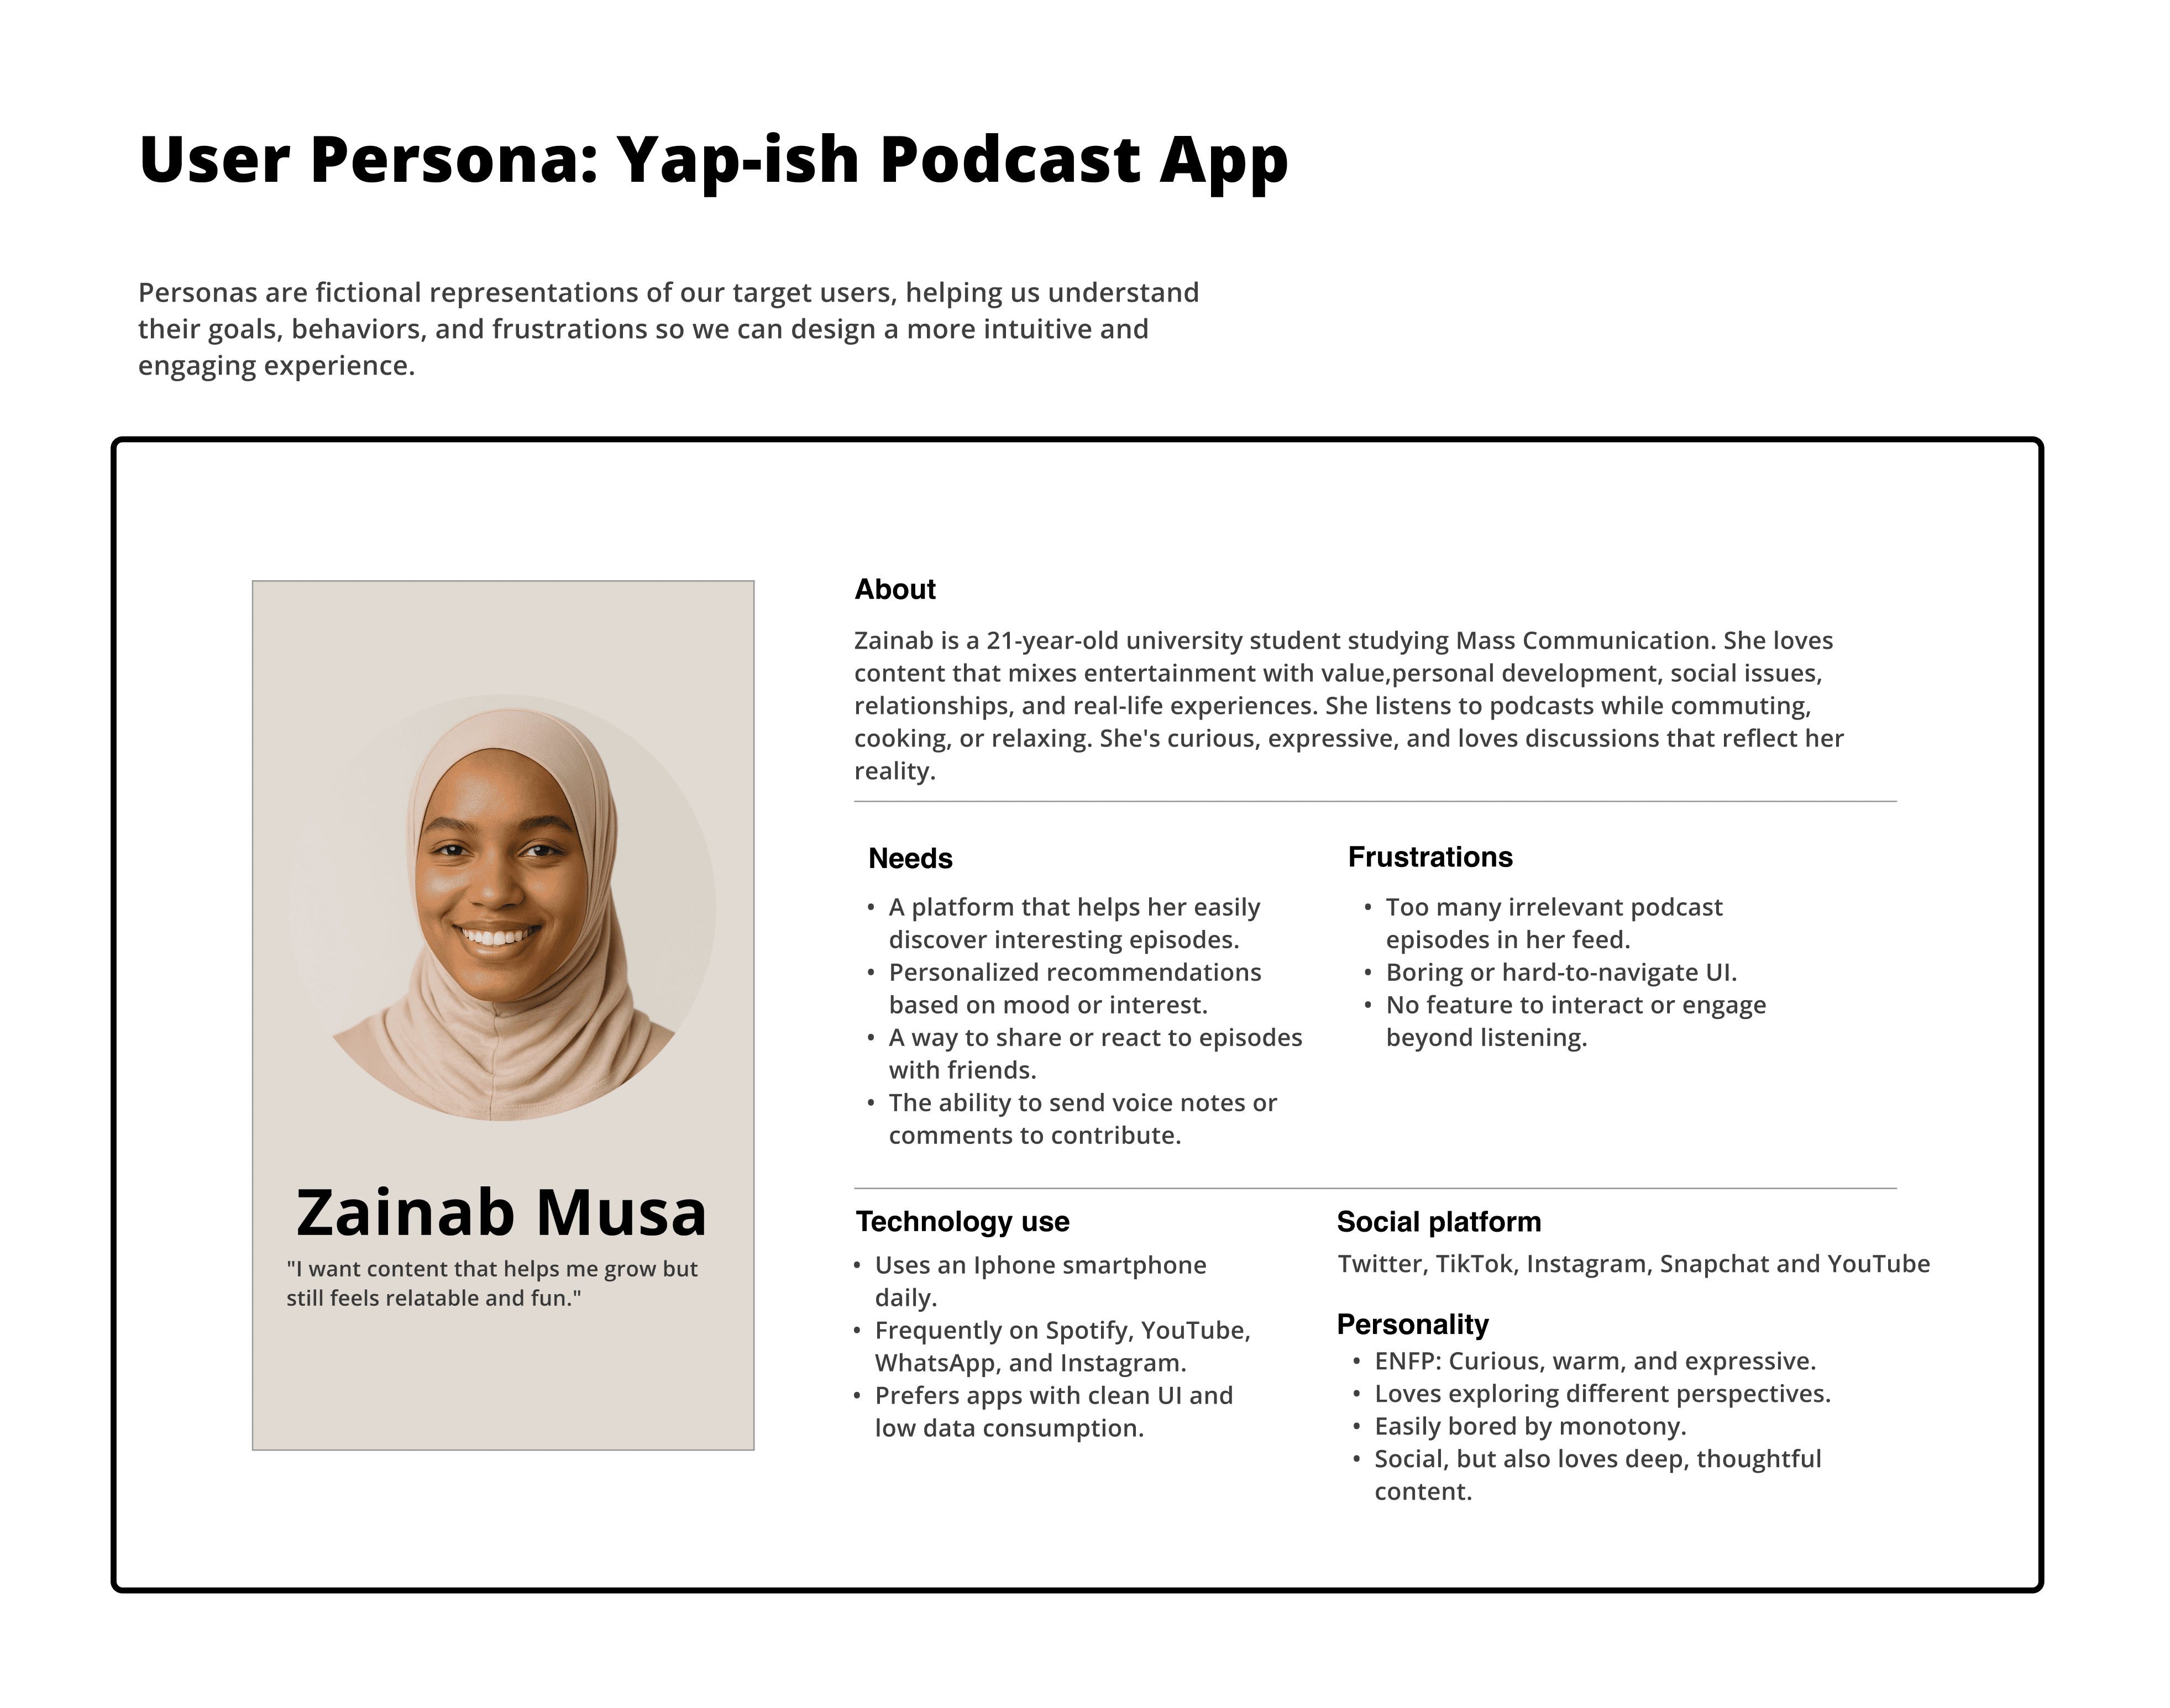 User Persona: Yap-ish Podcast App
Personas are fictional representations of our target users, helping us understand
their goals, behaviors, and frustrations so we can design a more intuitive and
engaging experience.
Zainab Musa
"I want content that helps me grow but
still feels relatable and fun."
About
Zainab is a 21-year-old university student studying Mass Communication. She loves
content that mixes entertainment with value,personal development, social issues,
relationships, and real-life experiences. She listens to podcasts while commuting,
cooking, or relaxing. She's curious, expressive, and loves discussions that reflect her
reality.
Needs
• A platform that helps her easily
discover interesting episodes.
• Personalized recommendations
based on mood or interest.
• A way to share or react to episodes
with friends.
• The ability to send voice notes or
comments to contribute.
Frustrations
• Too many irrelevant podcast
episodes in her feed.
• Boring or hard-to-navigate UI.
• No feature to interact or engage
beyond listening.
Technology use
• Uses an Iphone smartphone
daily.
• Frequently on Spotify, YouTube,
WhatsApp, and Instagram.
• Prefers apps with clean UI and
low data consumption.
Social platform
Twitter, TikTok, Instagram, Snapchat and YouTube
Personality
• ENFP: Curious, warm, and expressive.
• Loves exploring different perspectives.
• Easily bored by monotony.
• Social, but also loves deep, thoughtful
content.